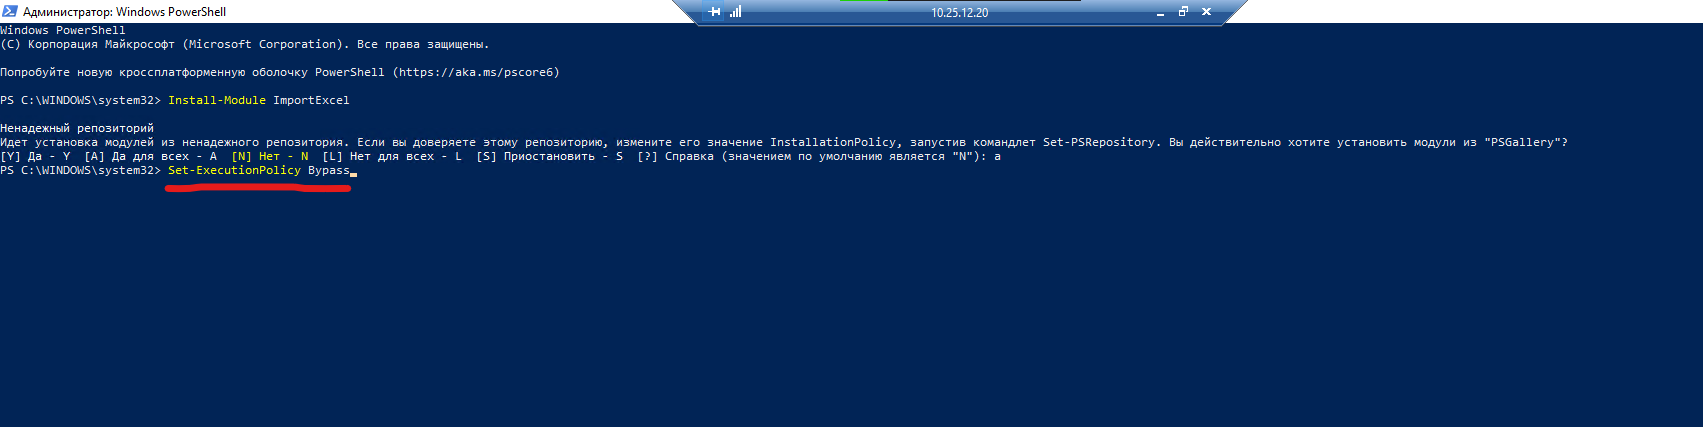 Администратор: Windows PowerShell
10.25.12.20
Windows PowerShell
(C) Корпорация Майкрософт (Microsoft Corporation). Все права защищены.
Попробуйте новую кроссплатформенную оболочку PowerShell (https://aka.ms/pscore6)
PS C:\WINDOWS\system32> Install-Module ImportExcel
Ненадежный репозиторий
Идет установка модулей из ненадежного репозитория. Если вы доверяете этому репозиторию, измените его значение InstallationPolicy, запустив командлет Set-PSRepository. Вы действительно хотите установить модули из "PSGallery"?
[Y] Да - Y  [A] Да для всех - A  [N] Нет - N  [L] Нет для всех - L  [S] Приостановить - S  [?] Справка (значением по умолчанию является "N"): a
PS C:\WINDOWS\system32> Set-ExecutionPolicy Bypass